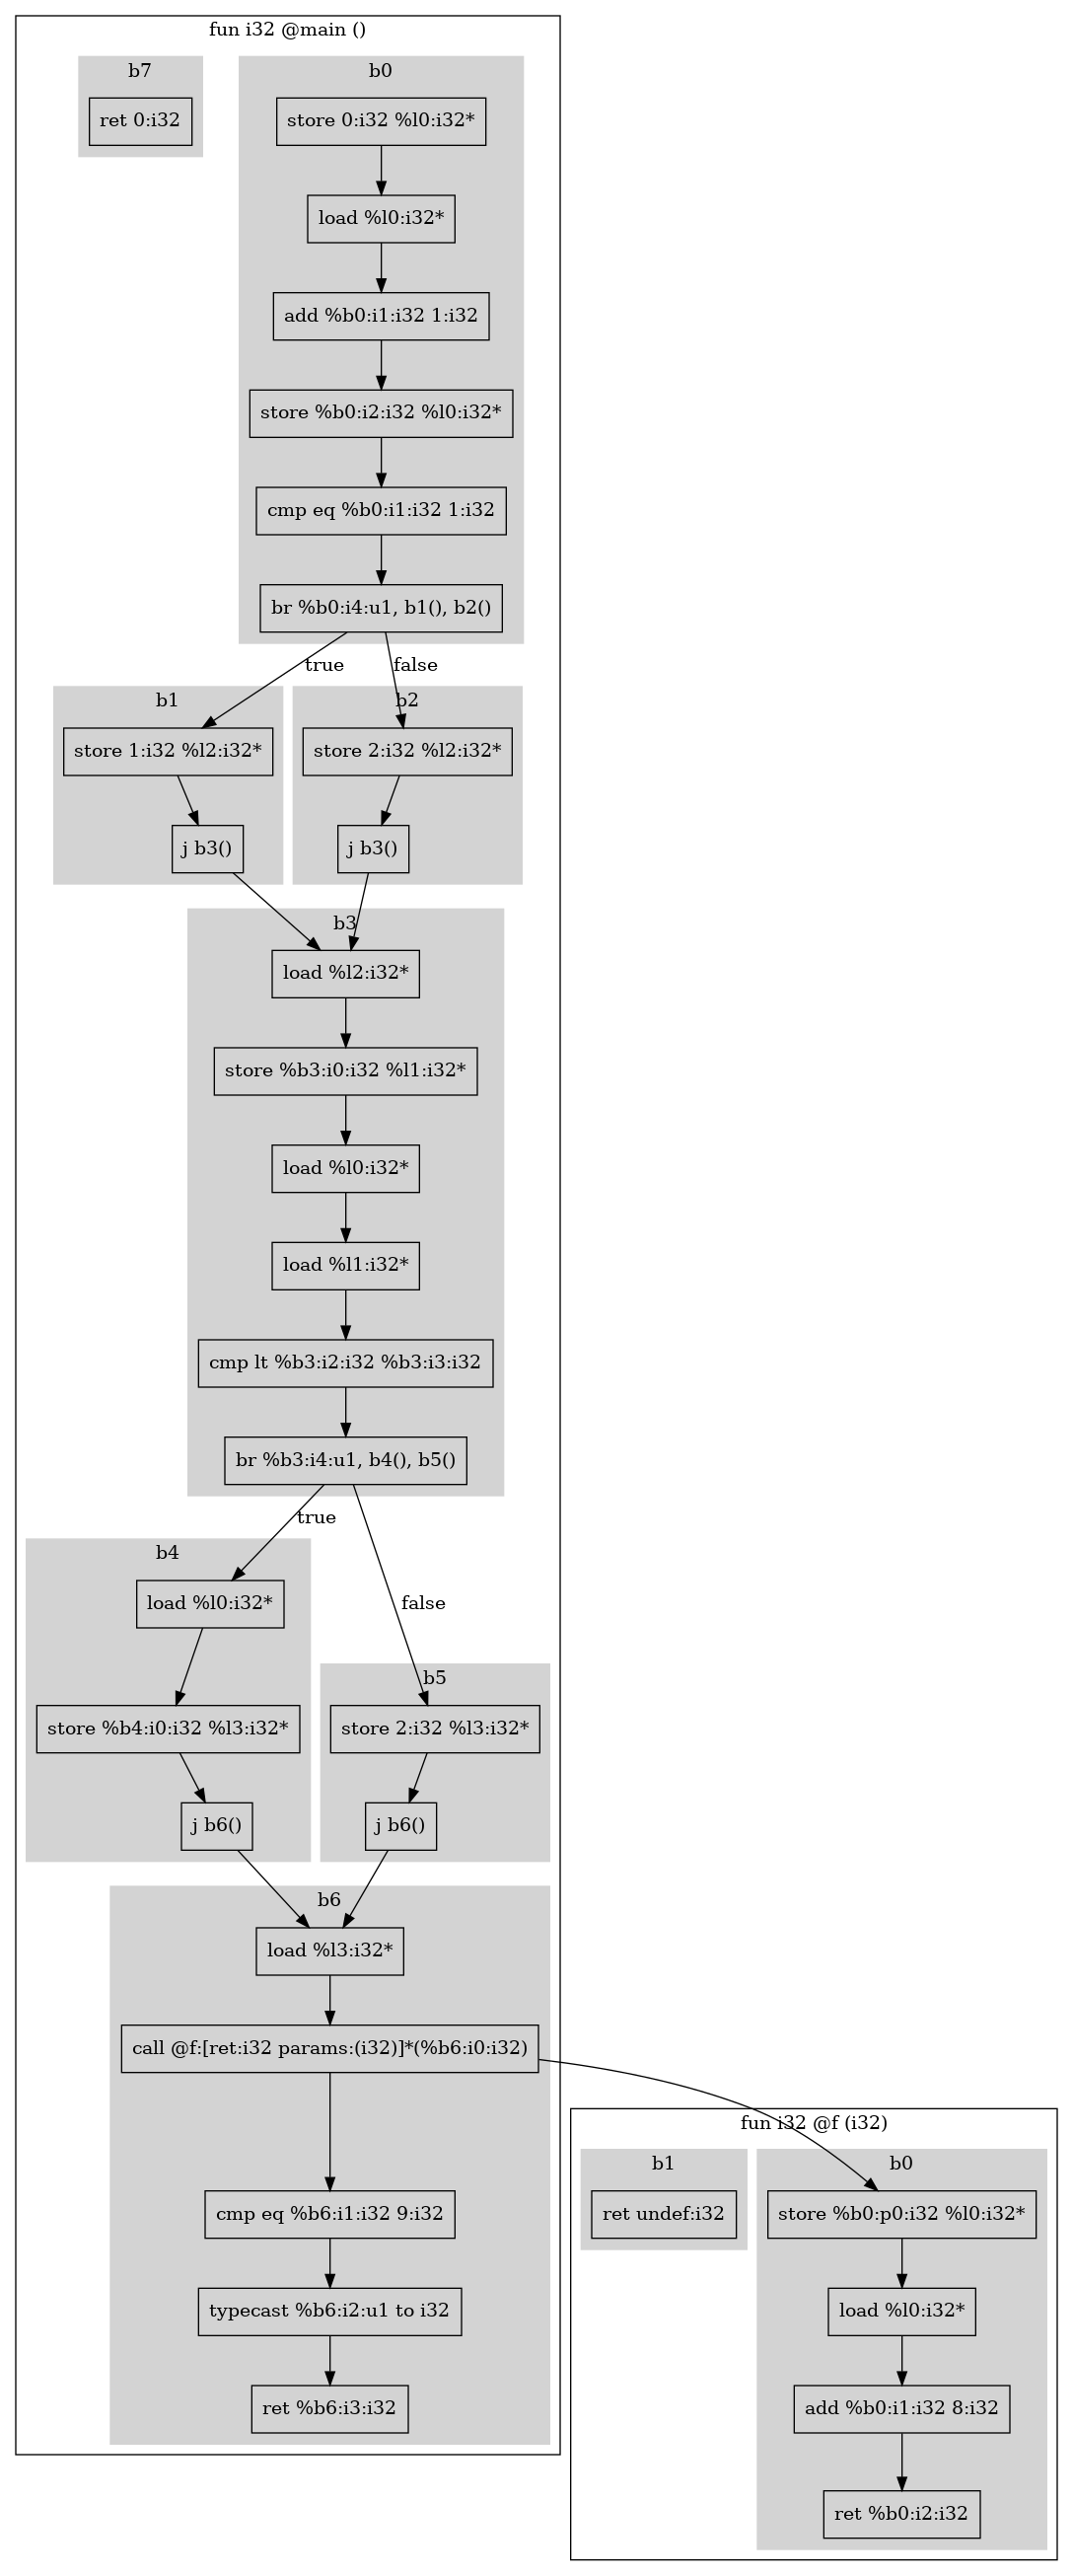 fun i32 @main ()
b7
ret 0:i32
b0
store 0:i32 %l0:i32*
load %l0:i32*
add %b0:i1:i32 1:i32
store %b0:i2:i32 %l0:i32*
cmp eq %b0:i1:i32 1:i32
br %b0:i4:u1, b1(), b2()
true
false
b1
store 1:i32 %l2:i32*
j b3()
b2
store 2:i32 %l2:i32*
j b3()
b3
load %l2:i32*
store %b3:i0:i32 %l1:i32*
load %l0:i32*
load %l1:i32*
cmp lt %b3:i2:i32 %b3:i3:i32
br %b3:i4:u1, b4(), b5()
true
false
b4
load %l0:i32*
store %b4:i0:i32 %l3:i32*
j b6()
b5
store 2:i32 %l3:i32*
j b6()
b6
load %l3:i32*
call @f:[ret:i32 params:(i32)]*(%b6:i0:i32)
cmp eq %b6:i1:i32 9:i32
typecast %b6:i2:u1 to i32
ret %b6:i3:i32
fun i32 @f (i32)
b1
ret undef:i32
b0
store %b0:p0:i32 %l0:i32*
load %l0:i32*
add %b0:i1:i32 8:i32
ret %b0:i2:i32